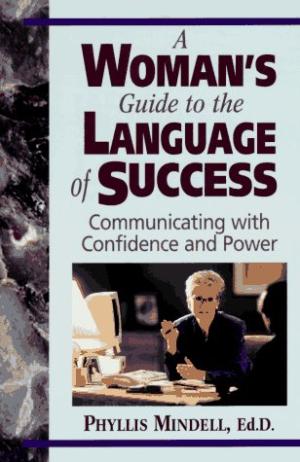 A
WOMAN'S
Guide to the
LANGUAGE
of SUCCESS
Communicating with
Confidence and Power
PHYLLIS MINDELL, ED.D.